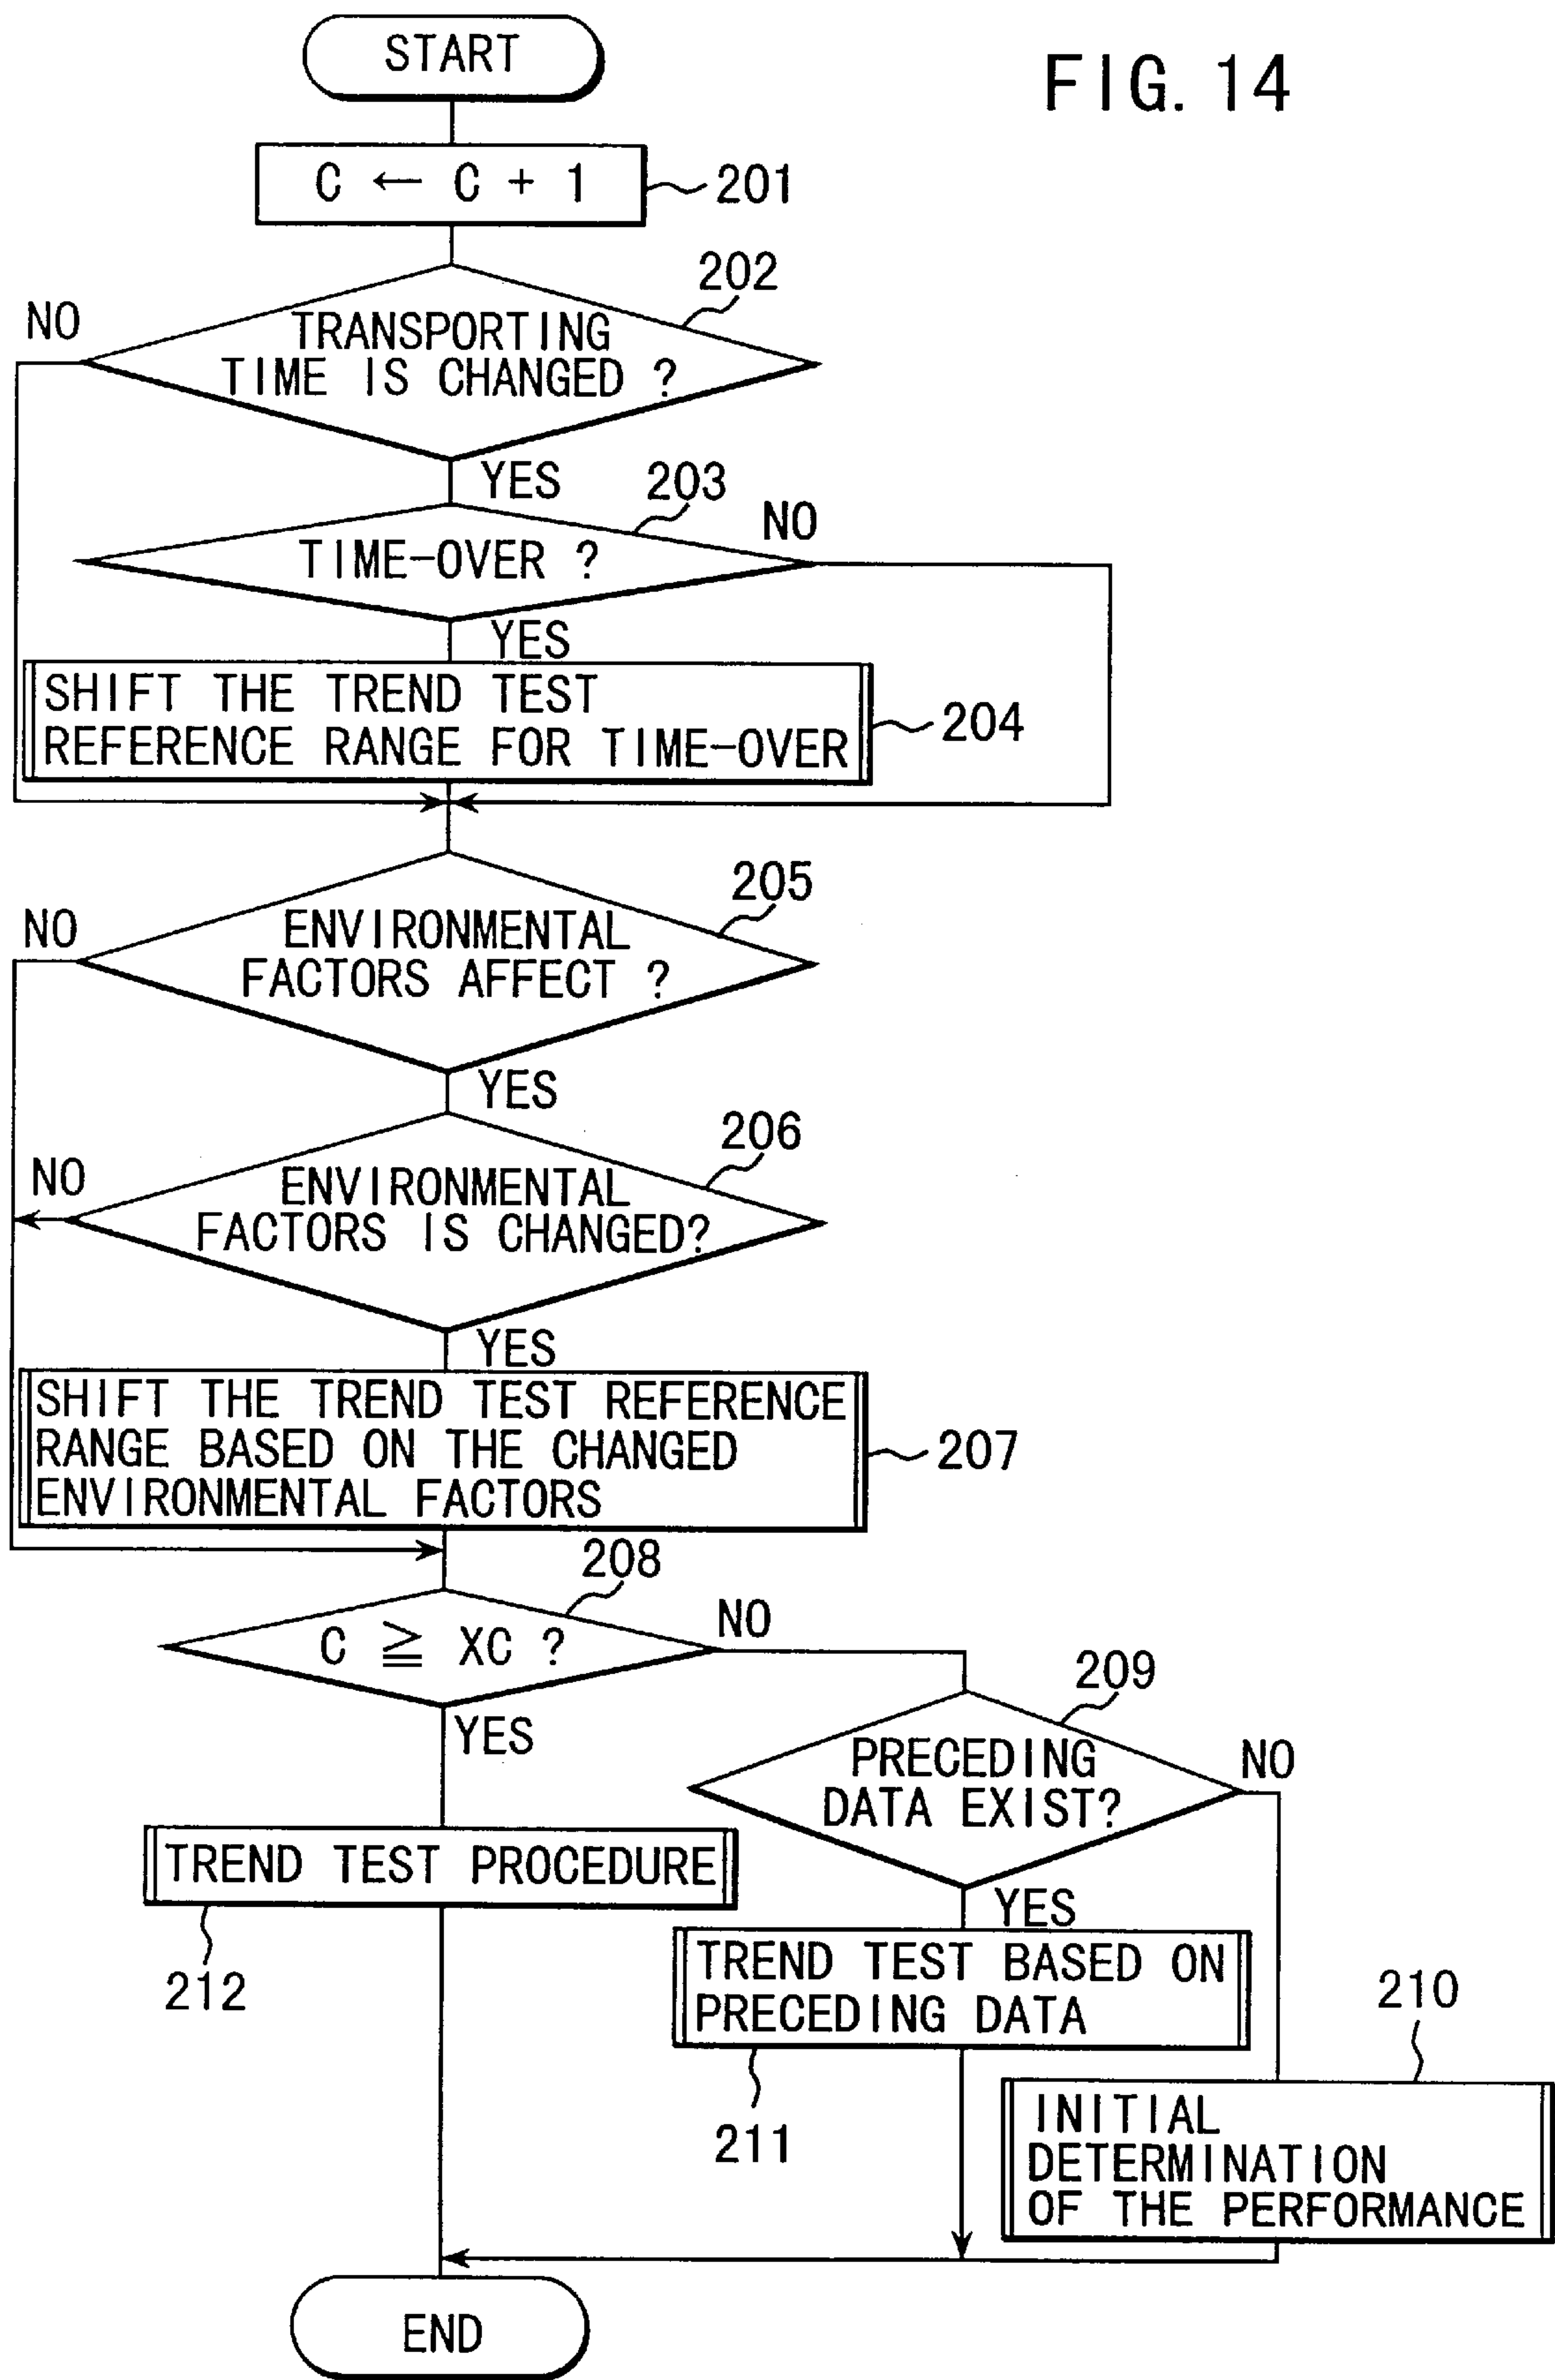 START
FIG. 14
C ← C + 1
201
202
NO
TRANSPORTING
TIME IS CHANGED ?
YES
203
NO
TIME-OVER ?
YES
SHIFT THE TREND TEST
REFERENCE RANGE FOR TIME-OVER
204
205
NO
ENVIRONMENTAL
FACTORS AFFECT ?
YES
206
NO
ENVIRONMENTAL
FACTORS IS CHANGED?
YES
SHIFT THE TREND TEST REFERENCE
RANGE BASED ON THE CHANGED
ENVIRONMENTAL FACTORS
207
208
C ≧ XC ?
NO
YES
209
PRECEDING
DATA EXIST?
NO
YES
TREND TEST PROCEDURE
212
TREND TEST BASED ON
PRECEDING DATA
211
210
INITIAL
DETERMINATION
OF THE PERFORMANCE
END